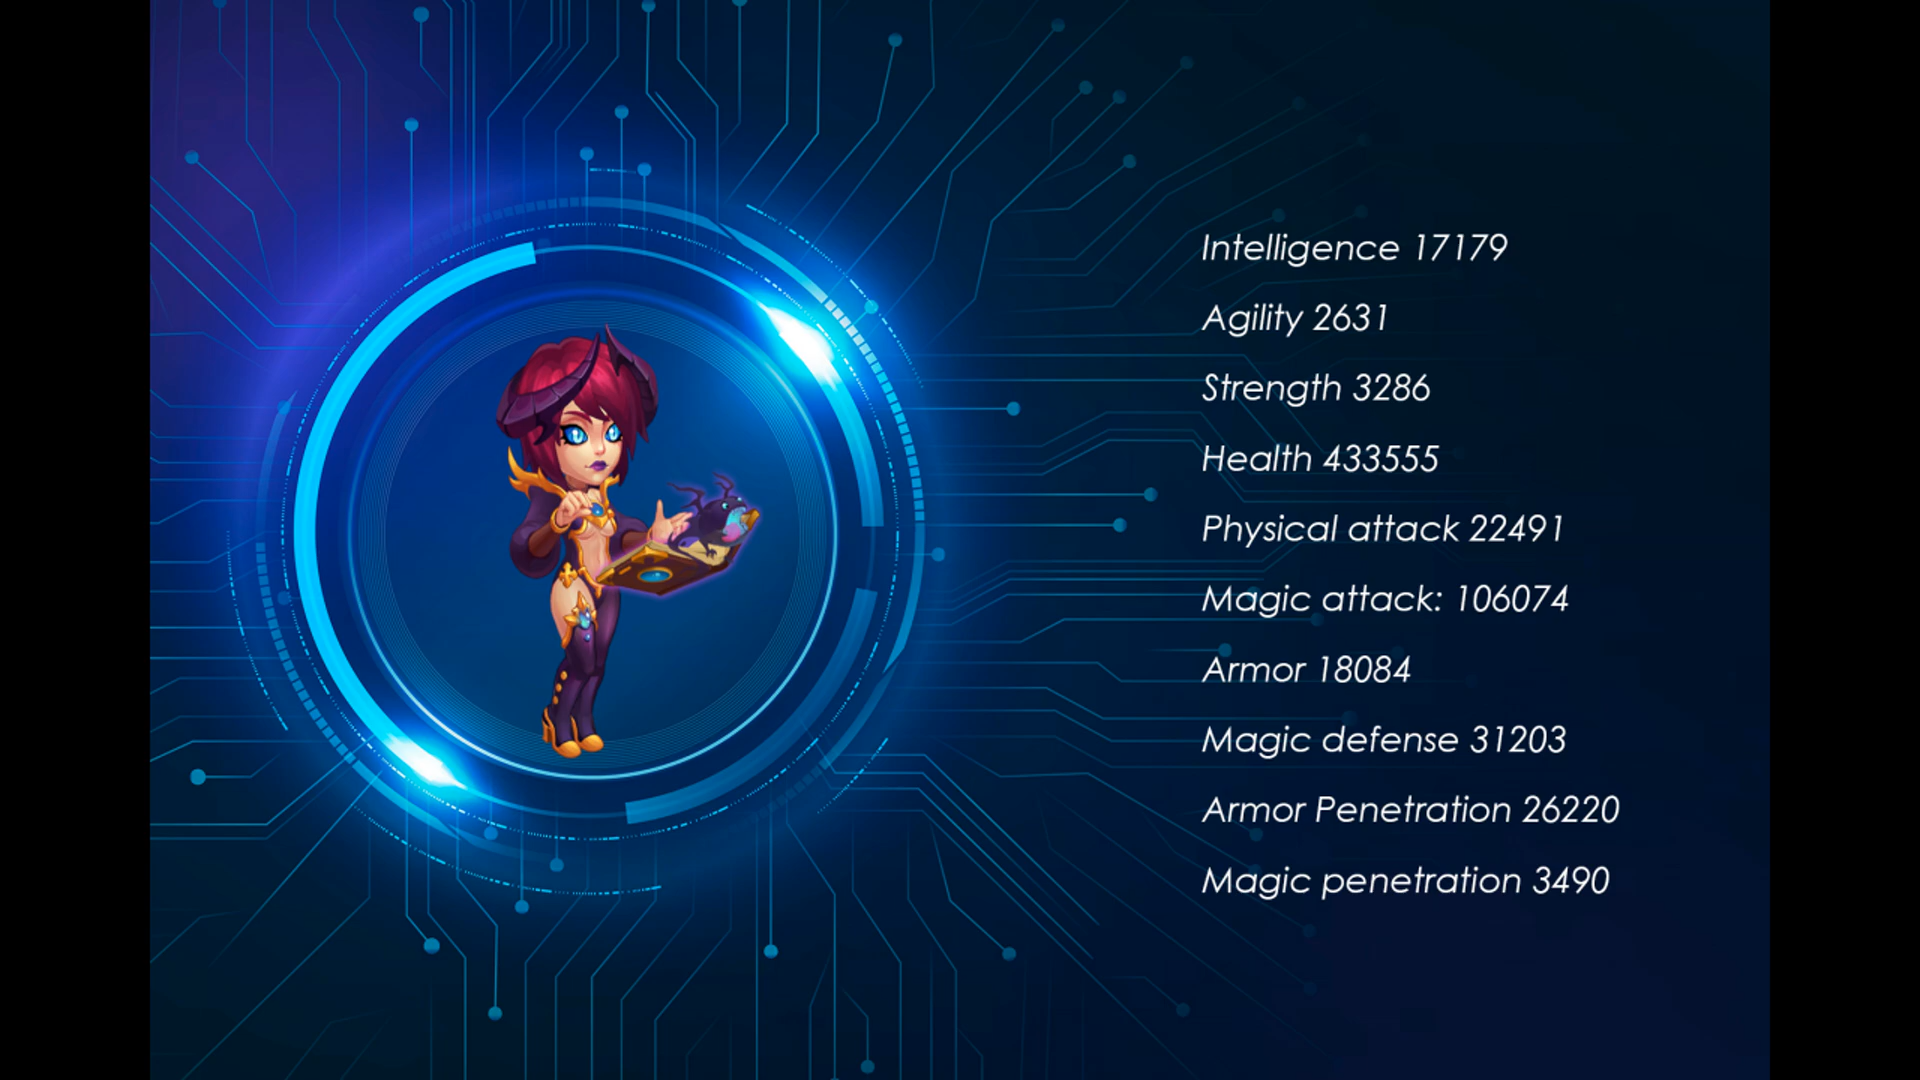 Intelligence 17179
Agility 2631
Strength 3286
Health 433555
Physical attack 22491
Magic attack: 106074
Armor 18084
Magic defense 31203
Armor Penetration 26220
Magic penetration 3490